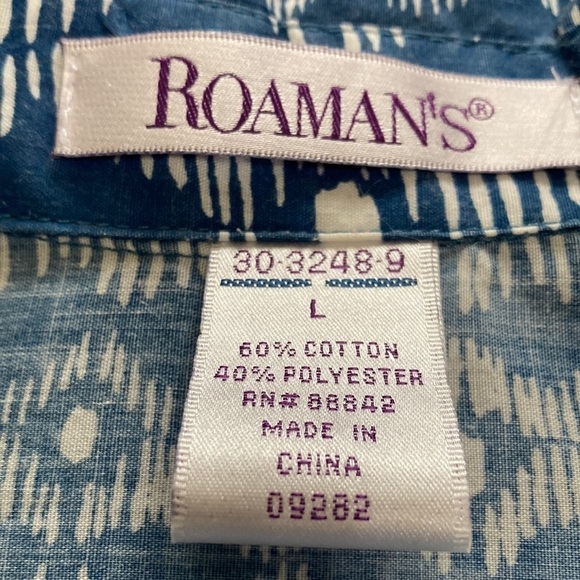 ROAMAN'S®
30-3248-9
L
60% COTTON
40% POLYESTER
RN# 88842
MADE IN
CHINA
09282